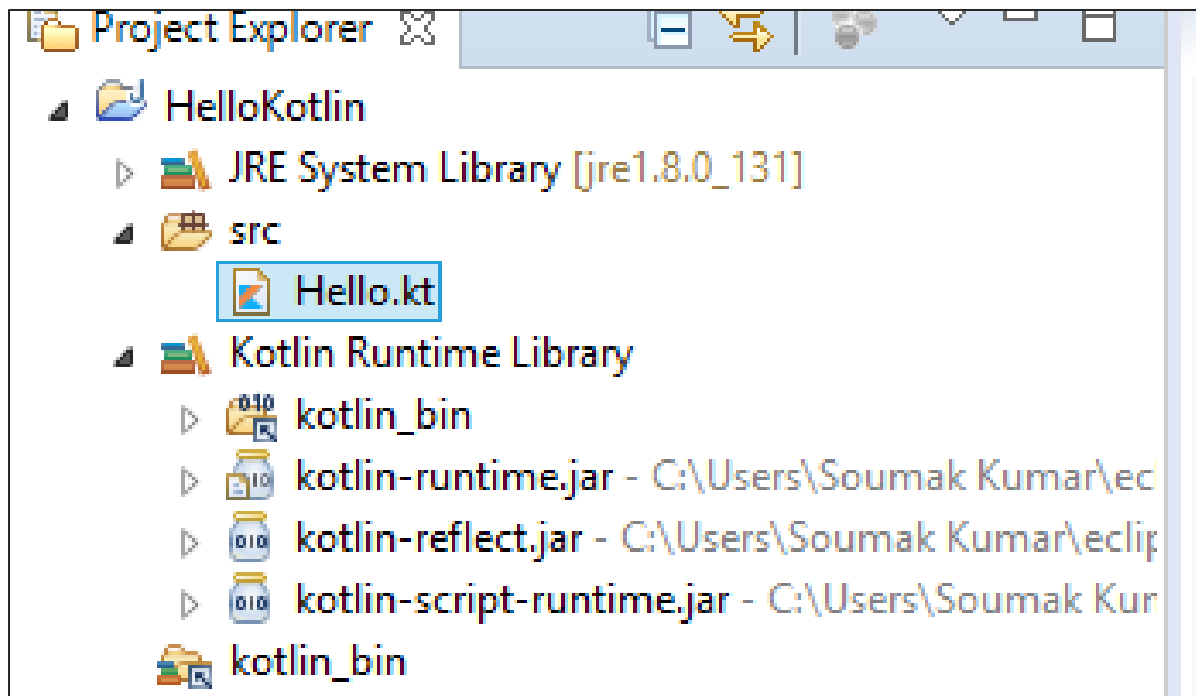 Project Explorer
HelloKotlin
JRE System Library [jre1.8.0_131]
src
Hello.kt
Kotlin Runtime Library
kotlin_bin
kotlin-runtime.jar - C:\Users\Soumak Kumar\ec
kotlin-reflect.jar - C:\Users\Soumak Kumar\eclip
kotlin-script-runtime.jar - C:\Users\Soumak Kur
kotlin_bin